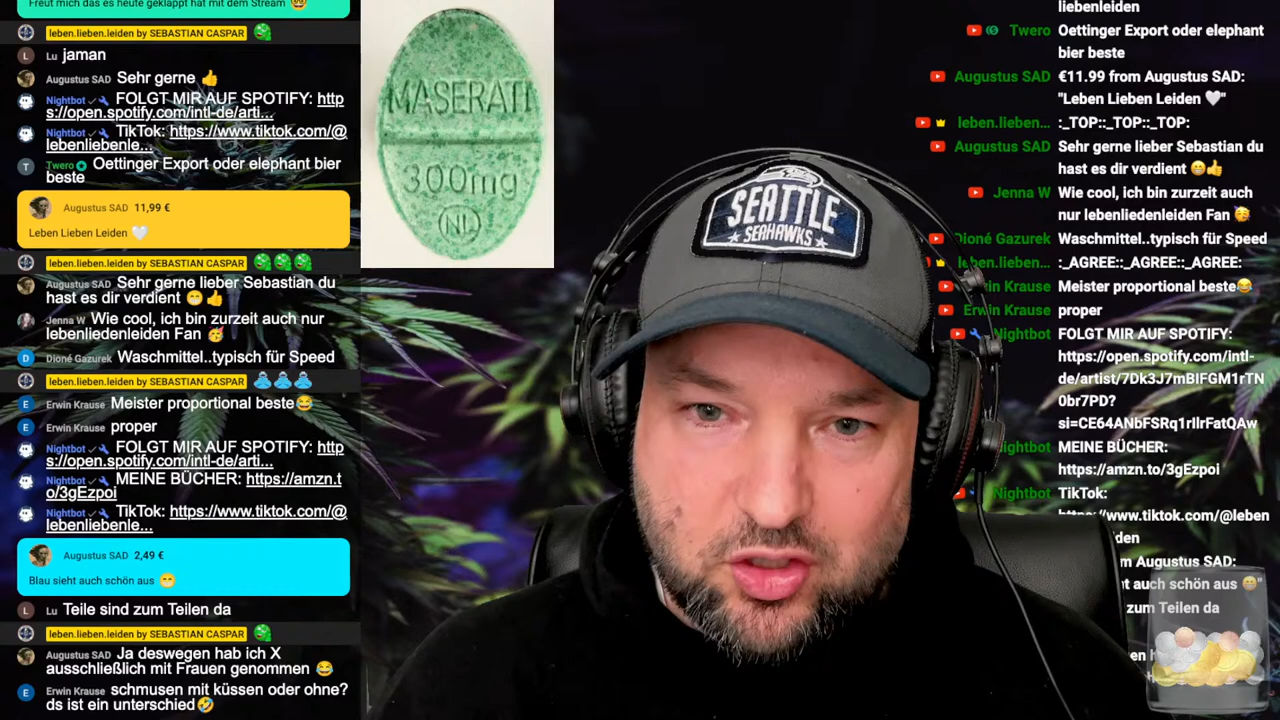 Freut mich das es heute geklappt hat mit dem Stream 🤓
leben.lieben.leiden by SEBASTIAN CASPAR
Lu jaman
Augustus SAD Sehr gerne 👍
Nightbot FOLGT MIR AUF SPOTIFY: http
s://open.spotify.com/intl-de/arti...
Nightbot TikTok: https://www.tiktok.com/@
lebenliebenle...
Twero Oettinger Export oder elephant bier
beste
Augustus SAD 11,99 €
Leben Lieben Leiden 🤍
leben.lieben.leiden by SEBASTIAN CASPAR
Augustus SAD Sehr gerne lieber Sebastian du
hast es dir verdient 😁👍
Jenna W Wie cool, ich bin zurzeit auch nur
lebenliedenleiden Fan 🥳
Dioné Gazurek Waschmittel..typisch für Speed
leben.lieben.leiden by SEBASTIAN CASPAR
Erwin Krause Meister proportional beste😂
Erwin Krause proper
Nightbot FOLGT MIR AUF SPOTIFY: http
s://open.spotify.com/intl-de/arti...
Nightbot MEINE BÜCHER: https://amzn.t
o/3gEzpoi
Nightbot TikTok: https://www.tiktok.com/@
lebenliebenle...
Augustus SAD 2,49 €
Blau sieht auch schön aus 😁
Lu Teile sind zum Teilen da
leben.lieben.leiden by SEBASTIAN CASPAR
Augustus SAD Ja deswegen hab ich X
ausschließlich mit Frauen genommen 😂
Erwin Krause schmusen mit küssen oder ohne?
ds ist ein unterschied🤣
MASERATI
300mg
NL
SEATTLE
SEAHAWKS
lebenlieden
Twero Oettinger Export oder elephant
bier beste
Augustus SAD €11.99 from Augustus SAD:
"Leben Lieben Leiden 🤍"
leben.lieben... :_TOP::_TOP::_TOP:
Augustus SAD Sehr gerne lieber Sebastian du
hast es dir verdient 😁👍
Jenna W Wie cool, ich bin zurzeit auch
nur lebenliedenleiden Fan 🥳
Dioné Gazurek Waschmittel..typisch für Speed
leben.lieben... :_AGREE::_AGREE::_AGREE:
Erwin Krause Meister proportional beste😂
Erwin Krause proper
Nightbot FOLGT MIR AUF SPOTIFY:
https://open.spotify.com/intl-
de/artist/7Dk3J7mBIFGM1rTN
0br7PD?
si=CE64ANbFSRq1rIlrFatQAw
Nightbot MEINE BÜCHER:
https://amzn.to/3gEzpoi
Nightbot TikTok:
https://www.tiktok.com/@leben
den
m Augustus SAD:
t auch schön aus 😁"
zum Teilen da